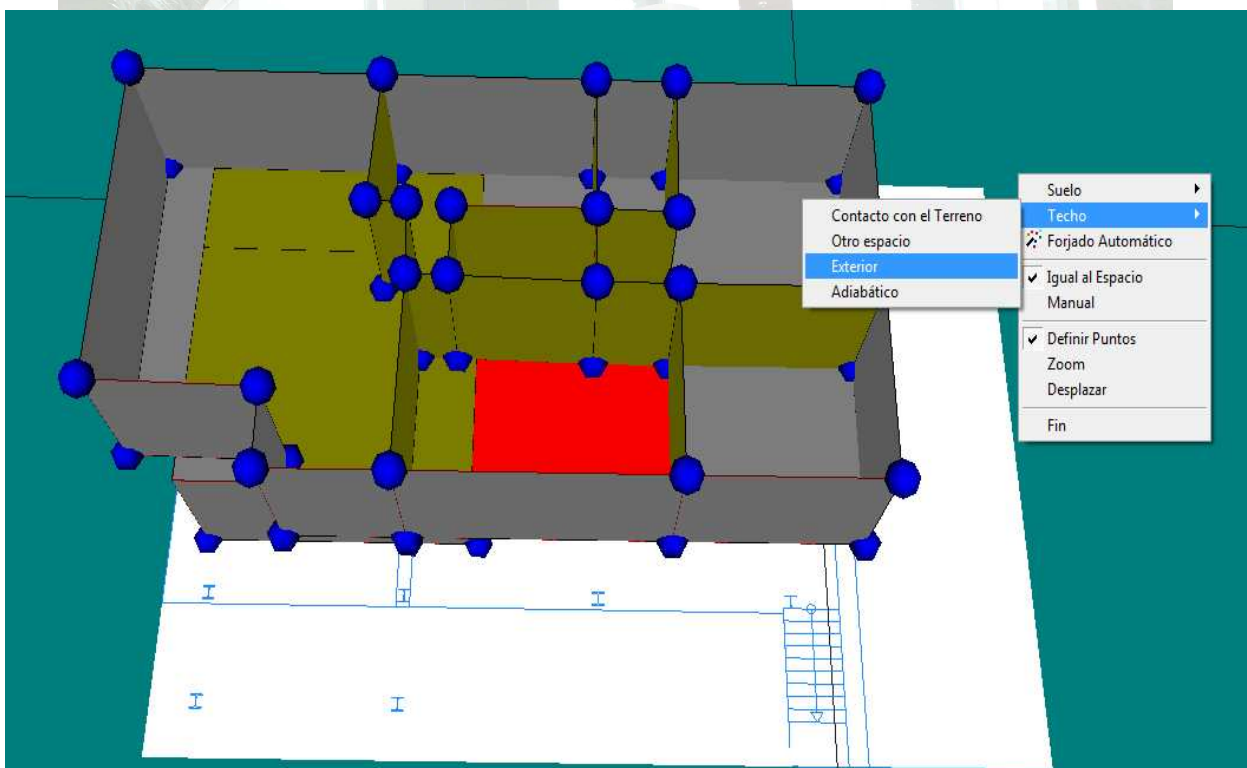 Suelo
Techo
Forjado Automático
Igual al Espacio
Manual
Definir Puntos
Zoom
Desplazar
Fin
Contacto con el Terreno
Otro espacio
Exterior
Adiabático